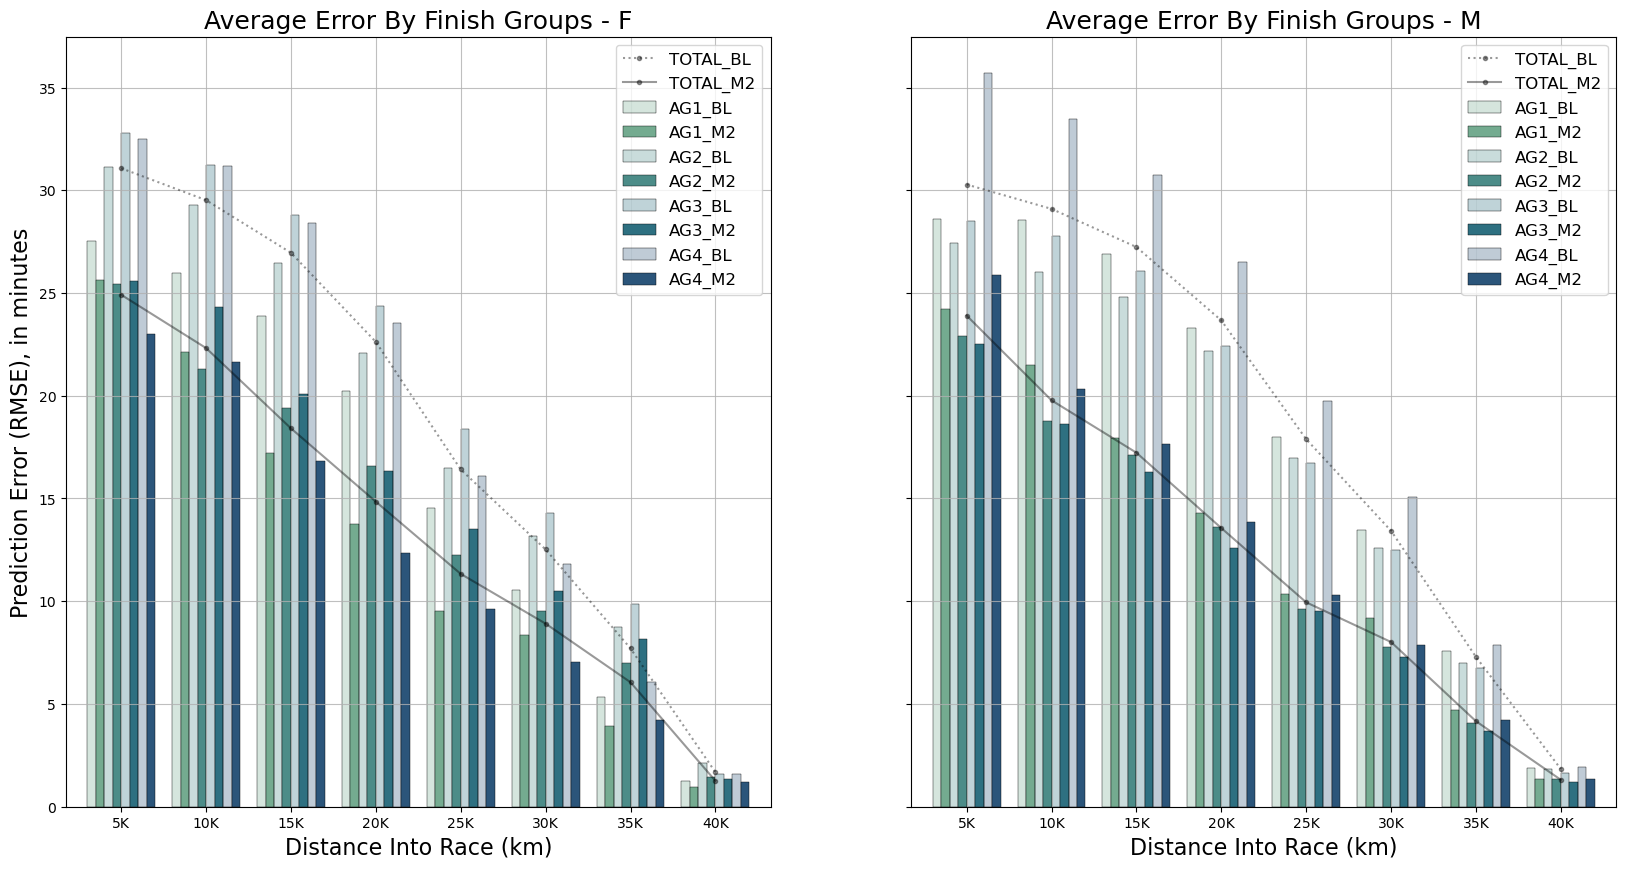 Average Error By Finish Groups - F
Prediction Error (RMSE), in minutes
35
30
25
20
15
10
5
0
TOTAL_BL
TOTAL_M2
AG1_BL
AG1_M2
AG2_BL
AG2_M2
AG3_BL
AG3_M2
AG4_BL
AG4_M2
5K 10K 15K 20K 25K 30K 35K 40K
Distance Into Race (km)
Average Error By Finish Groups - M
TOTAL_BL
TOTAL_M2
AG1_BL
AG1_M2
AG2_BL
AG2_M2
AG3_BL
AG3_M2
AG4_BL
AG4_M2
5K 10K 15K 20K 25K 30K 35K 40K
Distance Into Race (km)